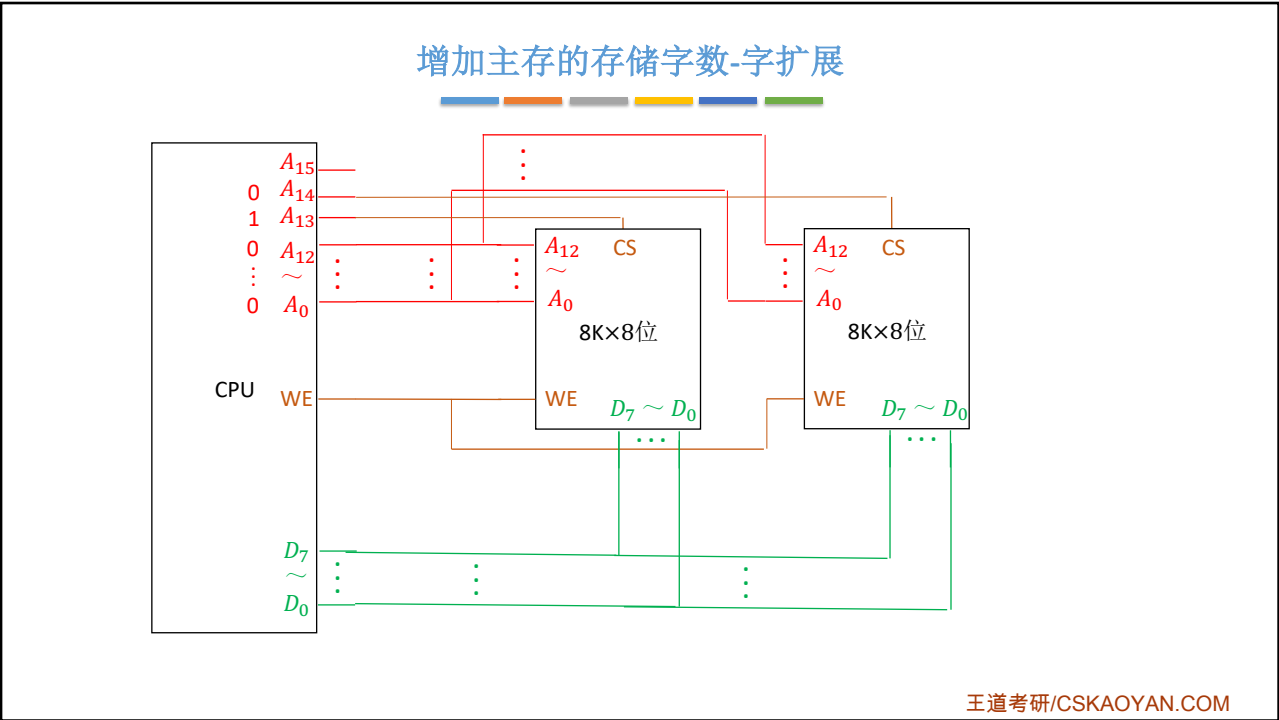 增加主存的存储字数-字扩展
A₁₅
0 A₁₄
1 A₁₃
0 A₁₂
⋮ ～
0 A₀
CPU WE
D₇
～
D₀
A₁₂ CS
～
A₀
8K×8位
WE
D₇ ～ D₀
⋯
A₁₂ CS
～
A₀
8K×8位
WE
D₇ ～ D₀
⋯
王道考研/CSKAOYAN.COM